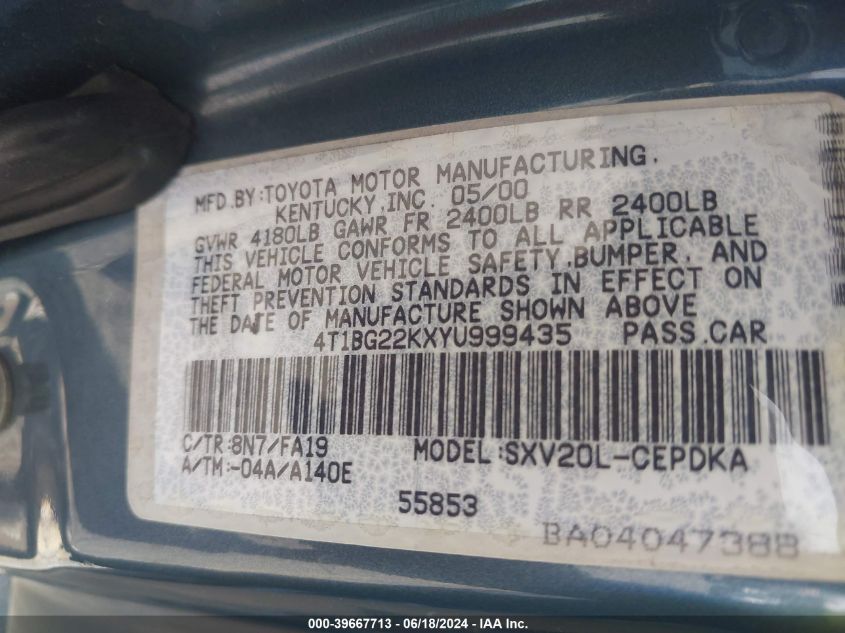 MFD.BY:TOYOTA MOTOR MANUFACTURING.
KENTUCKY,INC. 05/00
GVWR 4180LB GAWR FR 2400LB RR 2400LB
THIS VEHICLE CONFORMS TO ALL APPLICABLE
FEDERAL MOTOR VEHICLE SAFETY,BUMPER, AND
THEFT PREVENTION STANDARDS IN EFFECT ON
THE DATE OF MANUFACTURE SHOWN ABOVE
4T1BG22KXYU999435 PASS.CAR
C/TR:8N7/FA19 MODEL:SXV20L-CEPDKA
A/TM:-04A/A140E
55853
BA0404738B
000-39667713 - 06/18/2024 - IAA Inc.